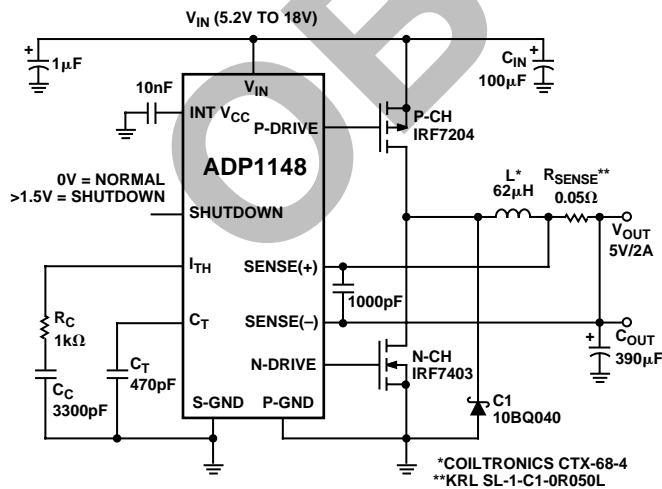 V_IN (5.2V TO 18V)
+
1μF
+
C_IN
100μF
10nF
V_IN
INT V_CC
P-DRIVE
P-CH
IRF7204
ADP1148
0V = NORMAL
>1.5V = SHUTDOWN
SHUTDOWN
L*
62μH
R_SENSE**
0.05Ω
V_OUT
5V/2A
I_TH
SENSE(+)
1000pF
R_C
1kΩ
C_T
SENSE(–)
C_T
470pF
C_C
3300pF
N-DRIVE
N-CH
IRF7403
+
C_OUT
390μF
S-GND
P-GND
C1
10BQ040
*COILTRONICS CTX-68-4
**KRL SL-1-C1-0R050L
OB